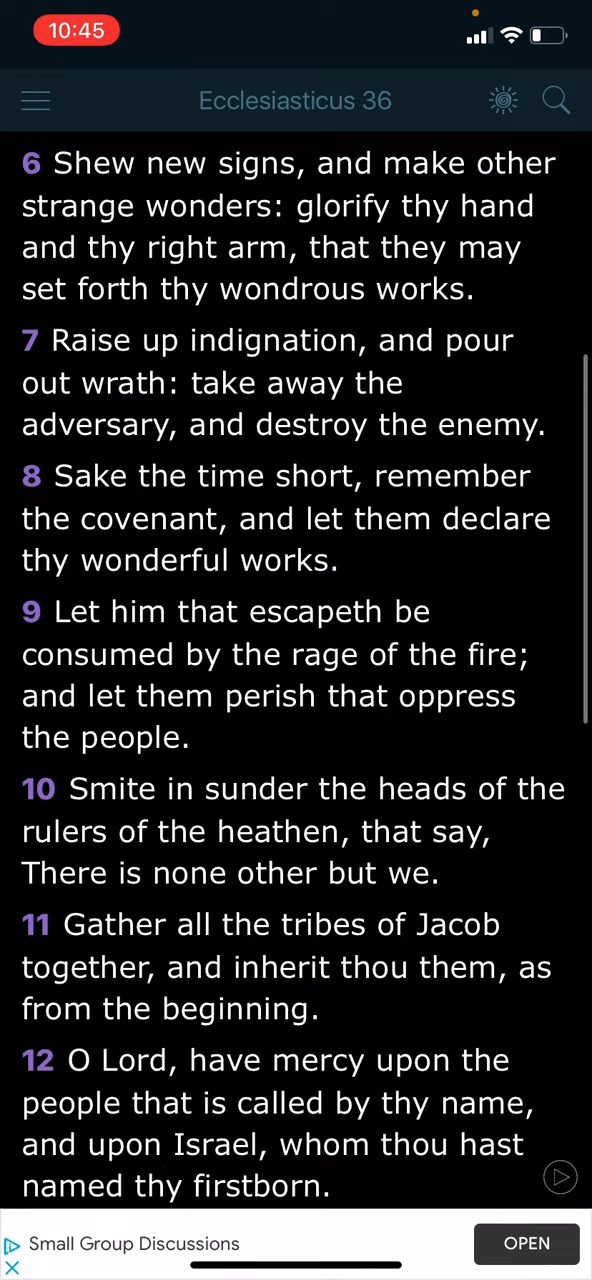 10:45
Ecclesiasticus 36
6 Shew new signs, and make other
strange wonders: glorify thy hand
and thy right arm, that they may
set forth thy wondrous works.
7 Raise up indignation, and pour
out wrath: take away the
adversary, and destroy the enemy.
8 Sake the time short, remember
the covenant, and let them declare
thy wonderful works.
9 Let him that escapeth be
consumed by the rage of the fire;
and let them perish that oppress
the people.
10 Smite in sunder the heads of the
rulers of the heathen, that say,
There is none other but we.
11 Gather all the tribes of Jacob
together, and inherit thou them, as
from the beginning.
12 O Lord, have mercy upon the
people that is called by thy name,
and upon Israel, whom thou hast
named thy firstborn.
Small Group Discussions
OPEN